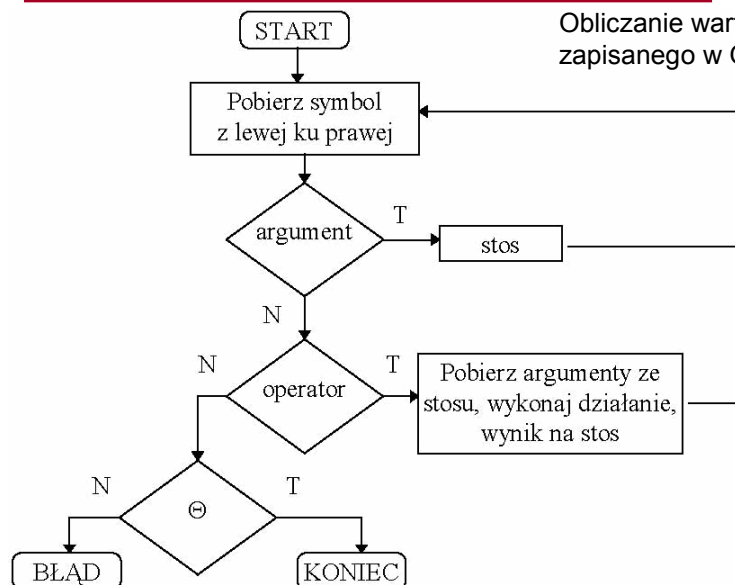 START
Obliczanie war
zapisanego w
Pobierz symbol
z lewej ku prawej
argument
T
stos
N
N
operator
T
Pobierz argumenty ze
stosu, wykonaj działanie,
wynik na stos
N
Θ
T
BŁĄD
KONIEC